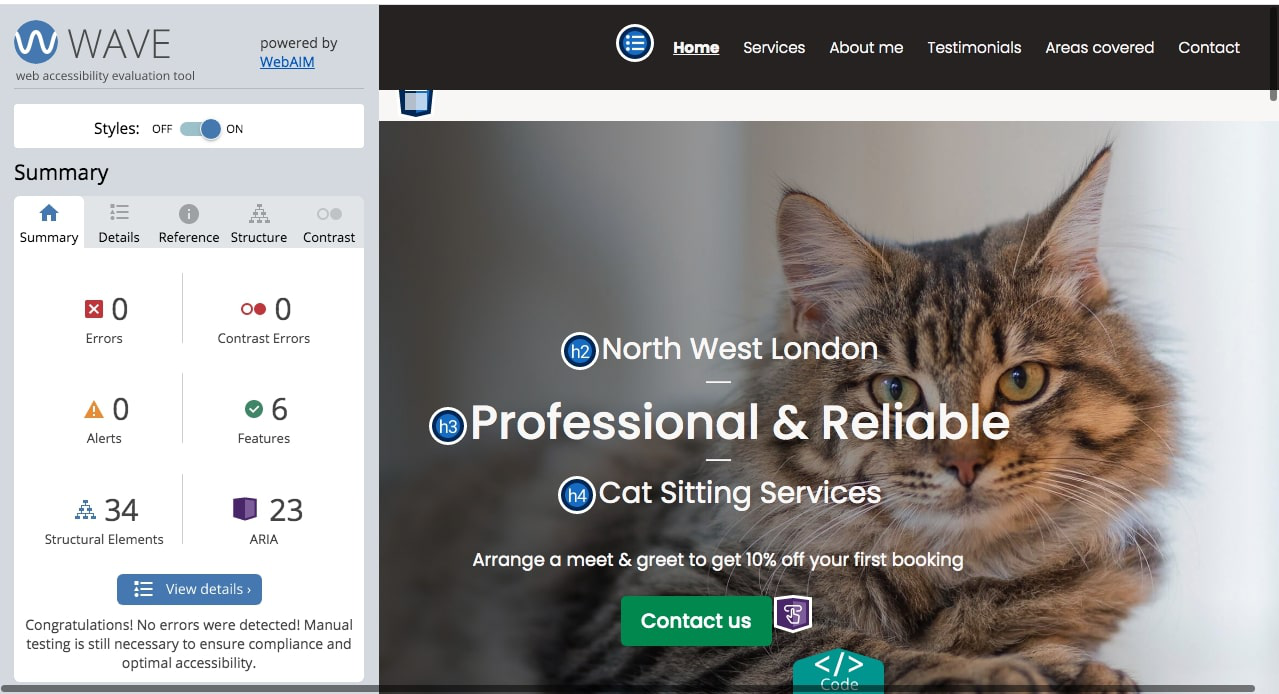 WAVE
web accessibility evaluation tool
powered by
WebAIM
Styles: OFF ON
Summary
Summary Details Reference Structure Contrast
0
Errors
0
Contrast Errors
0
Alerts
6
Features
34
Structural Elements
23
ARIA
View details ›
Congratulations! No errors were detected! Manual
testing is still necessary to ensure compliance and
optimal accessibility.
Home Services About me Testimonials Areas covered Contact
h2 North West London
h3 Professional & Reliable
h4 Cat Sitting Services
Arrange a meet & greet to get 10% off your first booking
Contact us
</>
Code